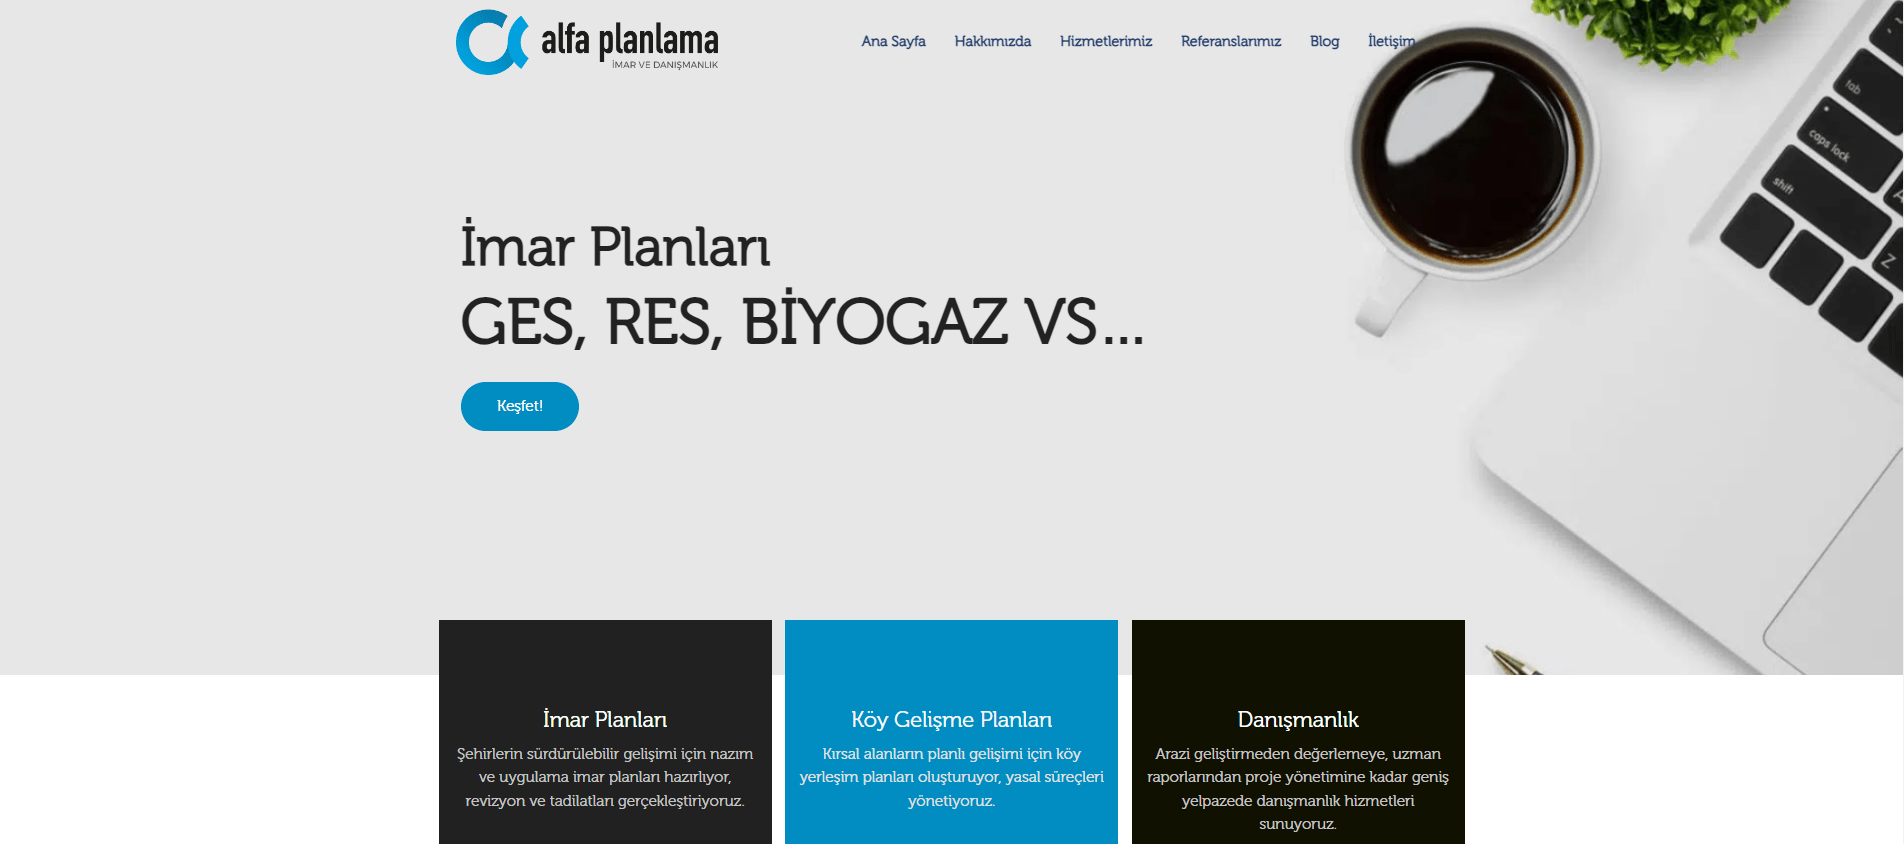 alfa planlama
İMAR VE DANIŞMANLIK
Ana Sayfa Hakkımızda Hizmetlerimiz Referanslarımız Blog İletişim
tab
caps lock
shift
A
Z
İmar Planları
GES, RES, BİYOGAZ VS...
Keşfet!
İmar Planları
Şehirlerin sürdürülebilir gelişimi için nazım
ve uygulama imar planları hazırlıyor,
revizyon ve tadilatları gerçekleştiriyoruz.
Köy Gelişme Planları
Kırsal alanların planlı gelişimi için köy
yerleşim planları oluşturuyor, yasal süreçleri
yönetiyoruz.
Danışmanlık
Arazi geliştirmeden değerlemeye, uzman
raporlarından proje yönetimine kadar geniş
yelpazede danışmanlık hizmetleri
sunuyoruz.